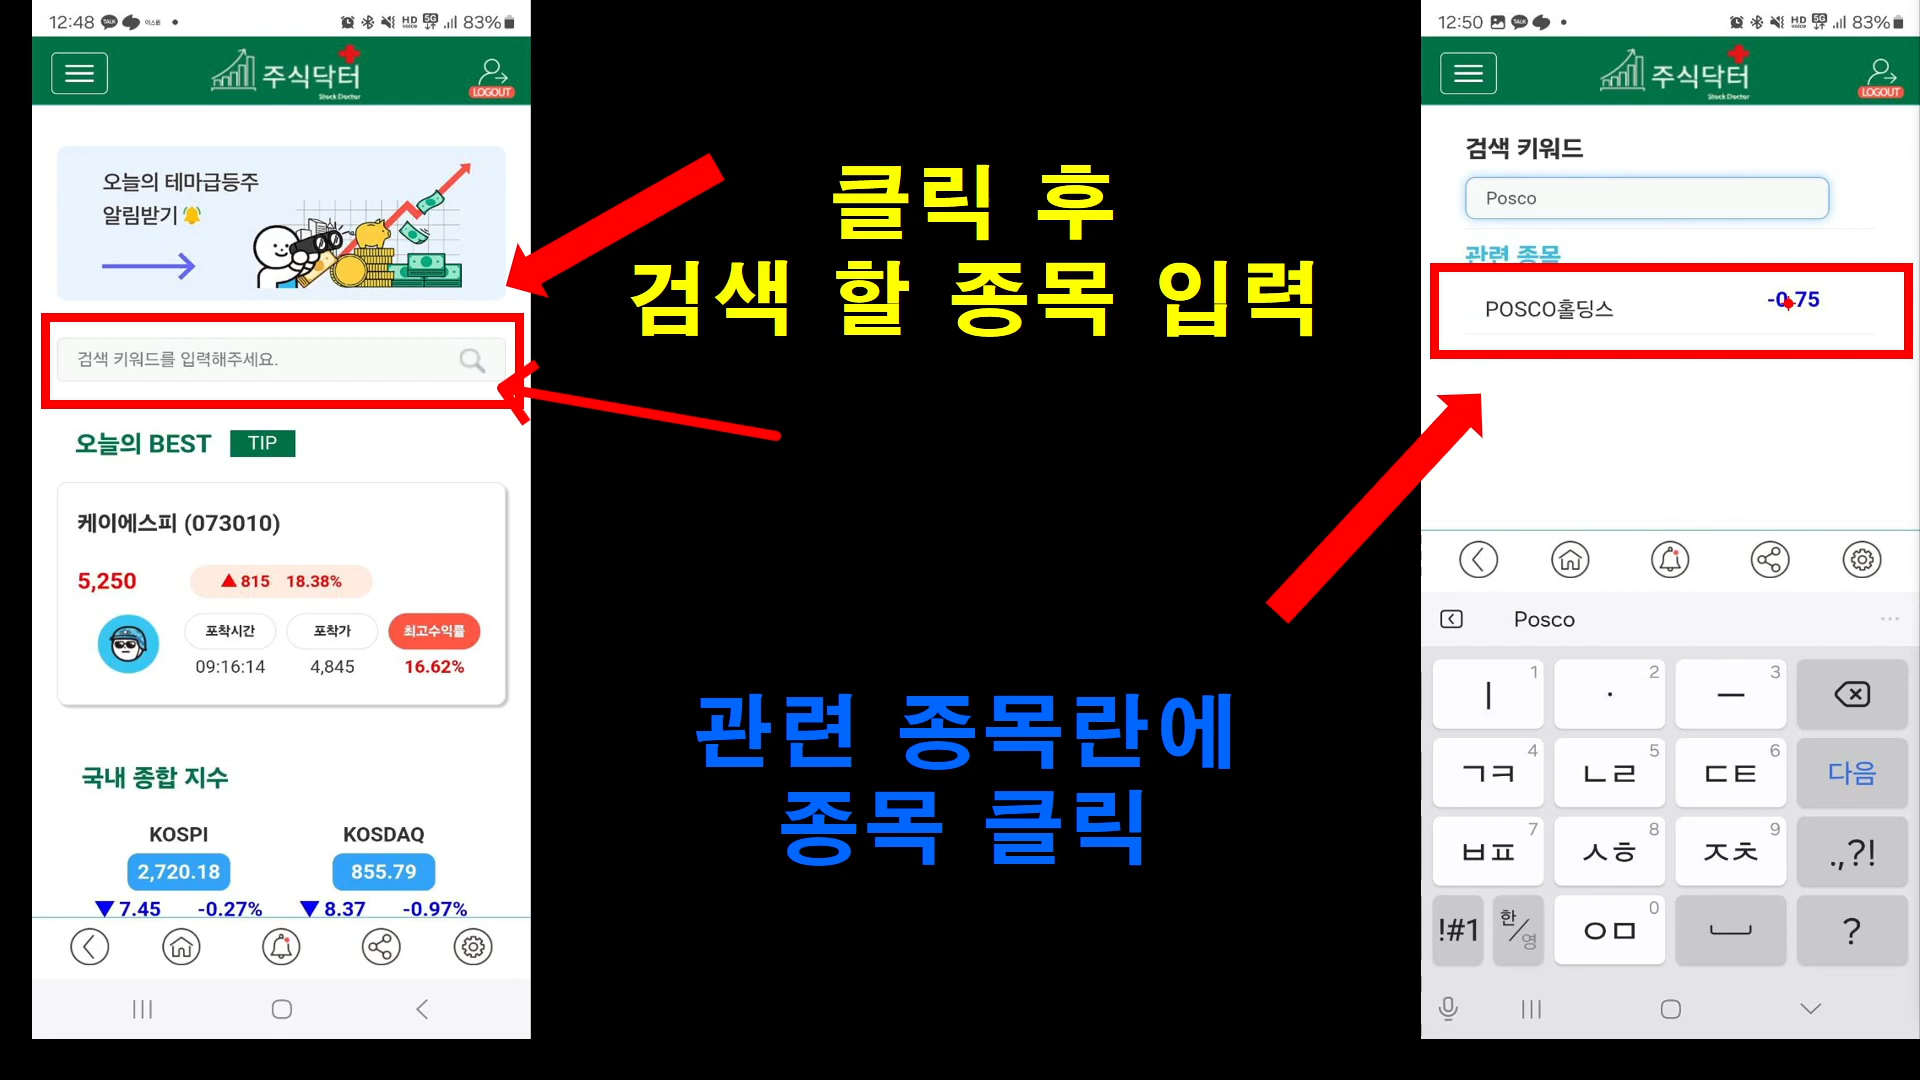 12:48
83%
주식닥터
Stock Doctor
LOGOUT
오늘의 테마급등주
알림받기
검색 키워드를 입력해주세요.
오늘의 BEST TIP
케이에스피 (073010)
5,250 ▲815 18.38%
포착시간 포착가 최고수익률
09:16:14 4,845 16.62%
국내 종합 지수
KOSPI KOSDAQ
2,720.18 855.79
▼7.45 -0.27% ▼8.37 -0.97%
클릭 후
검색 할 종목 입력
관련 종목란에
종목 클릭
12:50
83%
주식닥터
Stock Doctor
LOGOUT
검색 키워드
Posco
관련 종목
POSCO홀딩스 -0.75
Posco
ㅣ 1 · 2 ㅡ 3
ㄱㅋ 4 ㄴㄹ 5 ㄷㅌ 6 다음
ㅂㅍ 7 ㅅㅎ 8 ㅈㅊ 9 .,?!
!#1 한/영 ㅇㅁ 0 ?